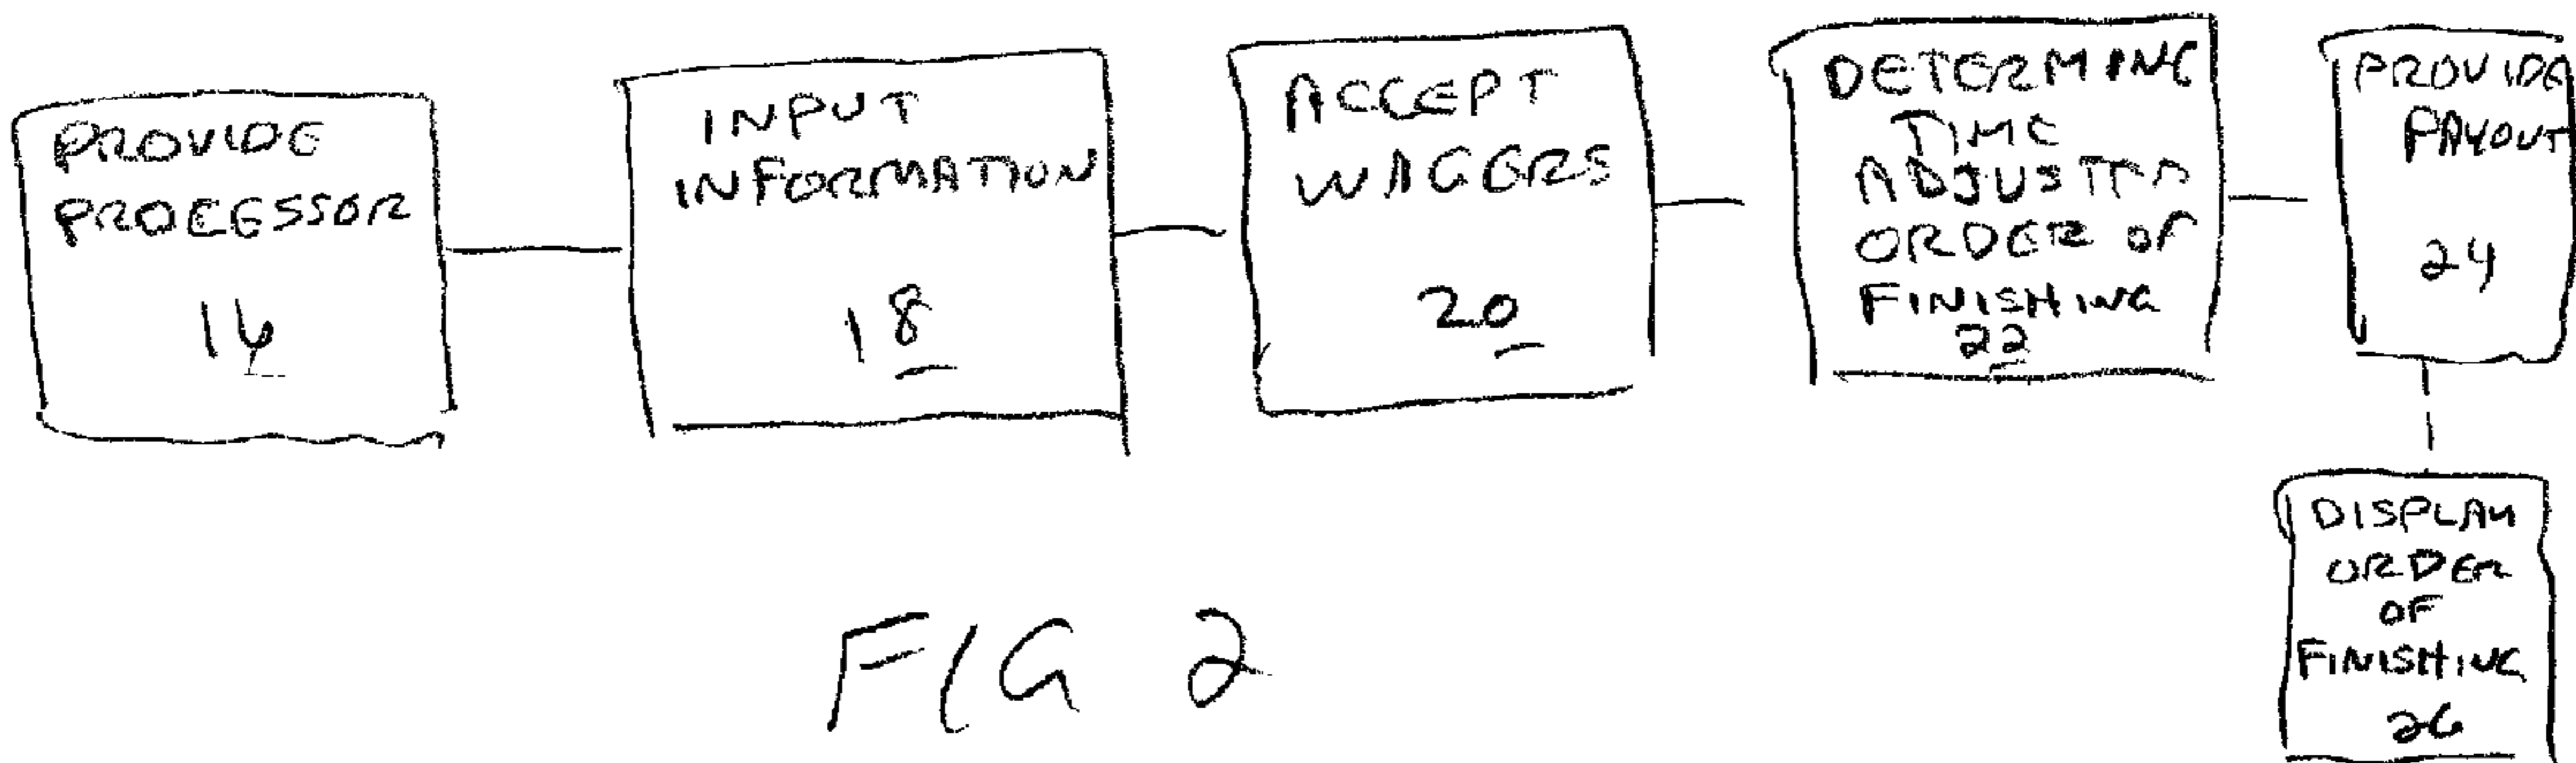 PROVIDE
PROCESSOR
16
INPUT
INFORMATION
18
ACCEPT
WAGERS
20
DETERMINE
TIME
ADJUSTED
ORDER OF
FINISHING
22
PROVIDE
PAYOUT
24
DISPLAY
ORDER
OF
FINISHING
26
FIG 2